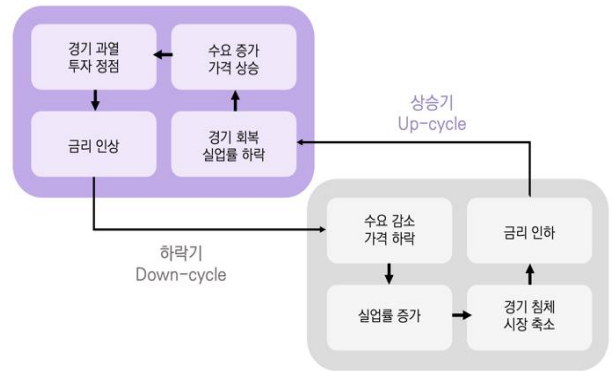 경기 과열
투자 정점
수요 증가
가격 상승
금리 인상
경기 회복
실업률 하락
상승기
Up-cycle
하락기
Down-cycle
수요 감소
가격 하락
금리 인하
실업률 증가
경기 침체
시장 축소